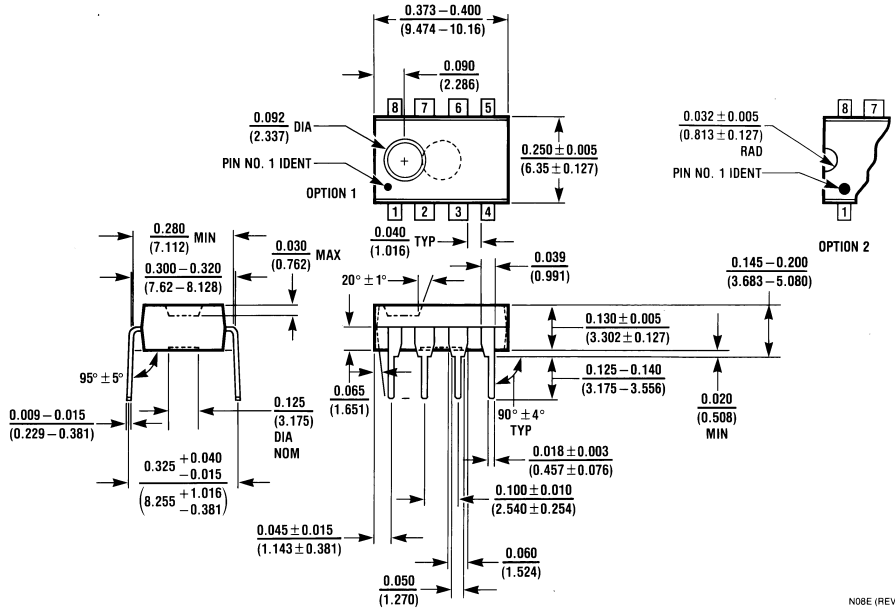 0.373–0.400
(9.474–10.16)
0.090
(2.286)
8 7 6 5
0.092 DIA
(2.337)
PIN NO. 1 IDENT
OPTION 1
1 2 3 4
0.250 ± 0.005
(6.35 ± 0.127)
0.032 ± 0.005
(0.813 ± 0.127)
RAD
PIN NO. 1 IDENT
8 7
1
OPTION 2
0.280 MIN
(7.112)
0.300–0.320
(7.62–8.128)
0.030 MAX
(0.762)
0.040 TYP
(1.016)
20° ± 1°
0.039
(0.991)
0.145–0.200
(3.683–5.080)
0.130 ± 0.005
(3.302 ± 0.127)
0.125–0.140
(3.175–3.556)
0.020
(0.508)
MIN
95° ± 5°
0.009–0.015
(0.229–0.381)
0.125
(3.175)
DIA
NOM
0.065
(1.651)
90° ± 4°
TYP
0.018 ± 0.003
(0.457 ± 0.076)
0.325 +0.040
−0.015
(8.255 +1.016
−0.381)
0.100 ± 0.010
(2.540 ± 0.254)
0.045 ± 0.015
(1.143 ± 0.381)
0.060
(1.524)
0.050
(1.270)
N08E (REV